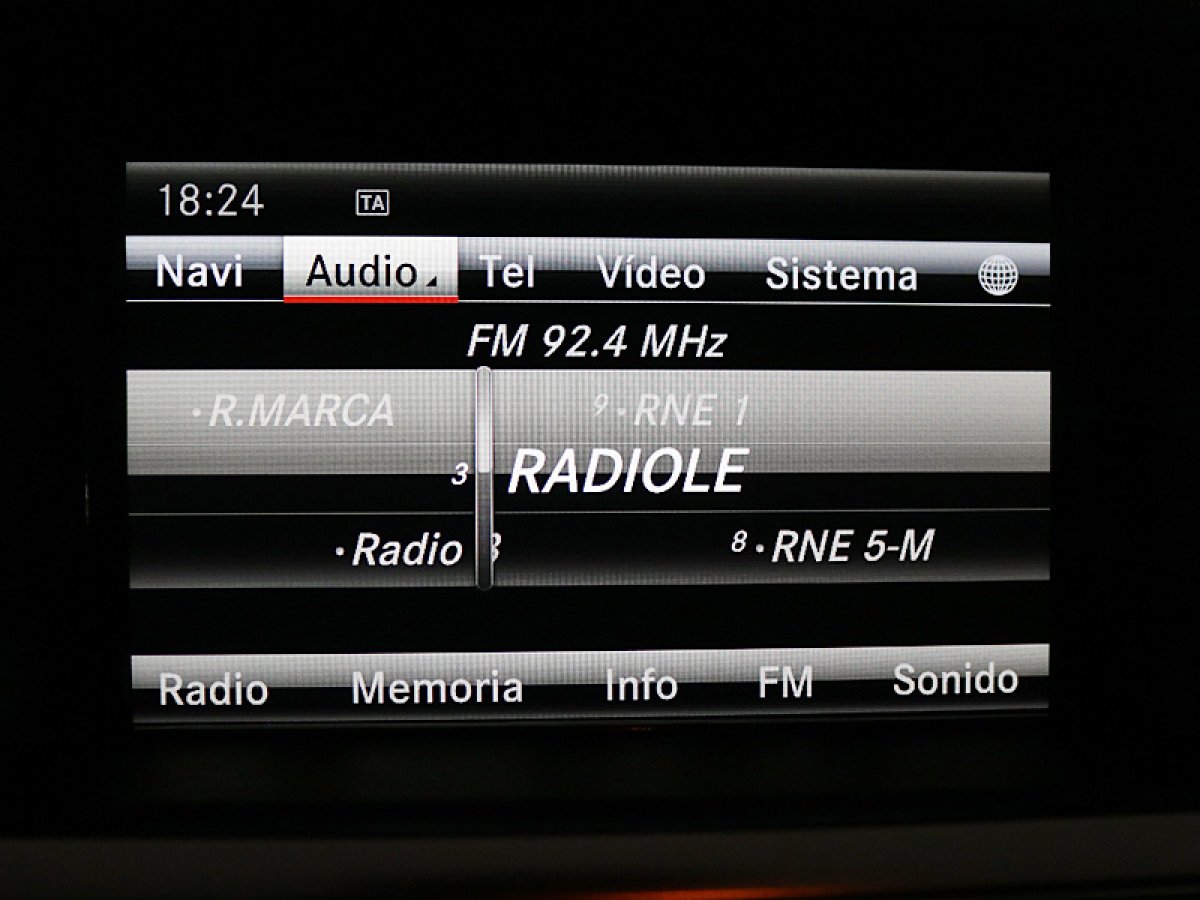 18:24 TA
Navi Audio Tel Vídeo Sistema
FM 92.4 MHz
·R.MARCA 9·RNE 1
3 RADIOLE
·Radio 3 8·RNE 5-M
Radio Memoria Info FM Sonido